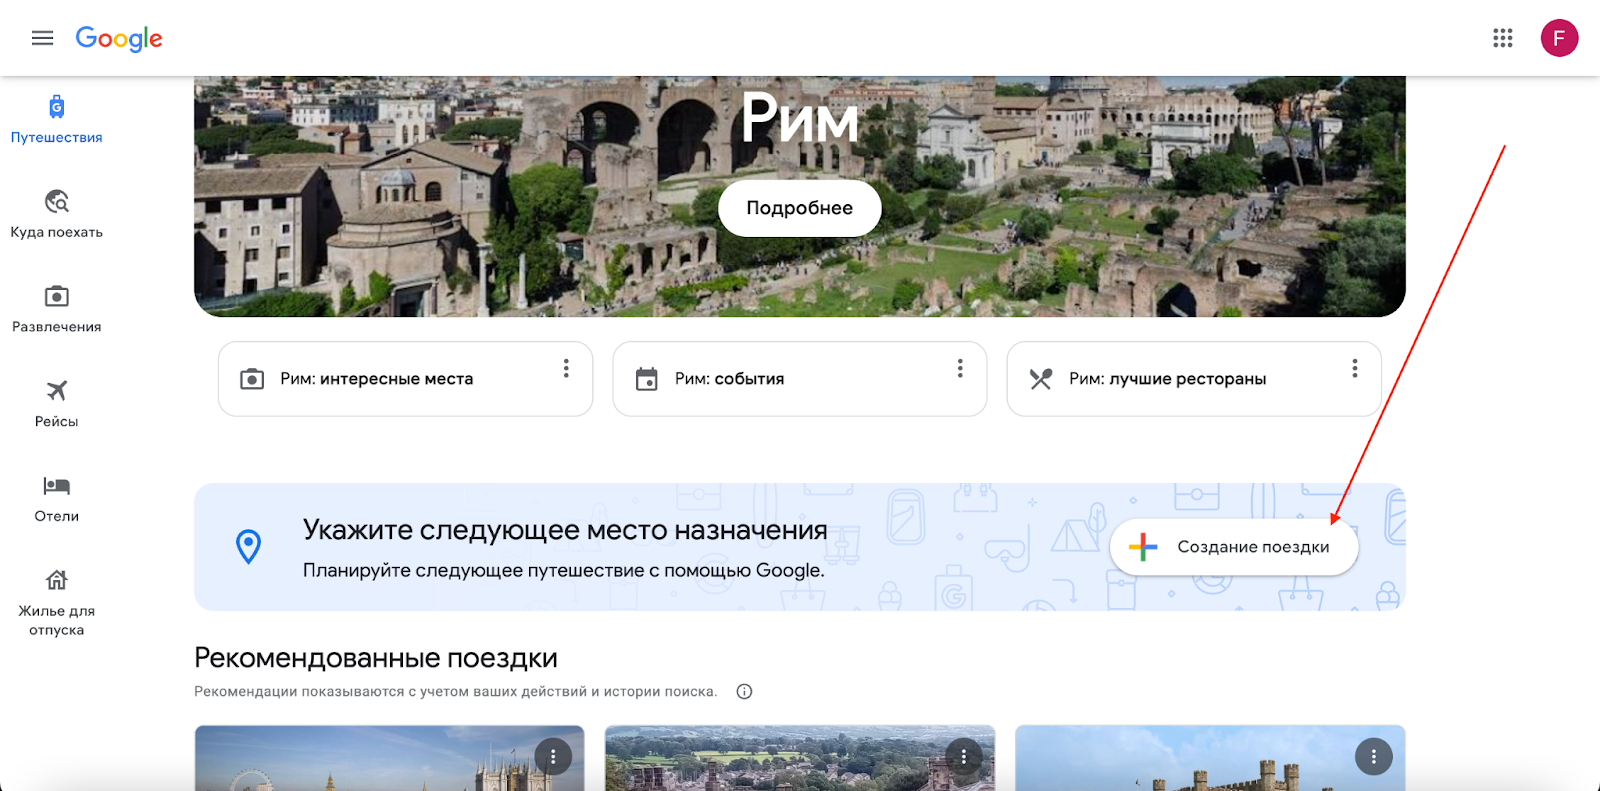 Google
F
Путешествия
Куда поехать
Развлечения
Рейсы
Отели
Жилье для
отпуска
Рим
Подробнее
Рим: интересные места
Рим: события
Рим: лучшие рестораны
Укажите следующее место назначения
Планируйте следующее путешествие с помощью Google.
Создание поездки
Рекомендованные поездки
Рекомендации показываются с учетом ваших действий и истории поиска.